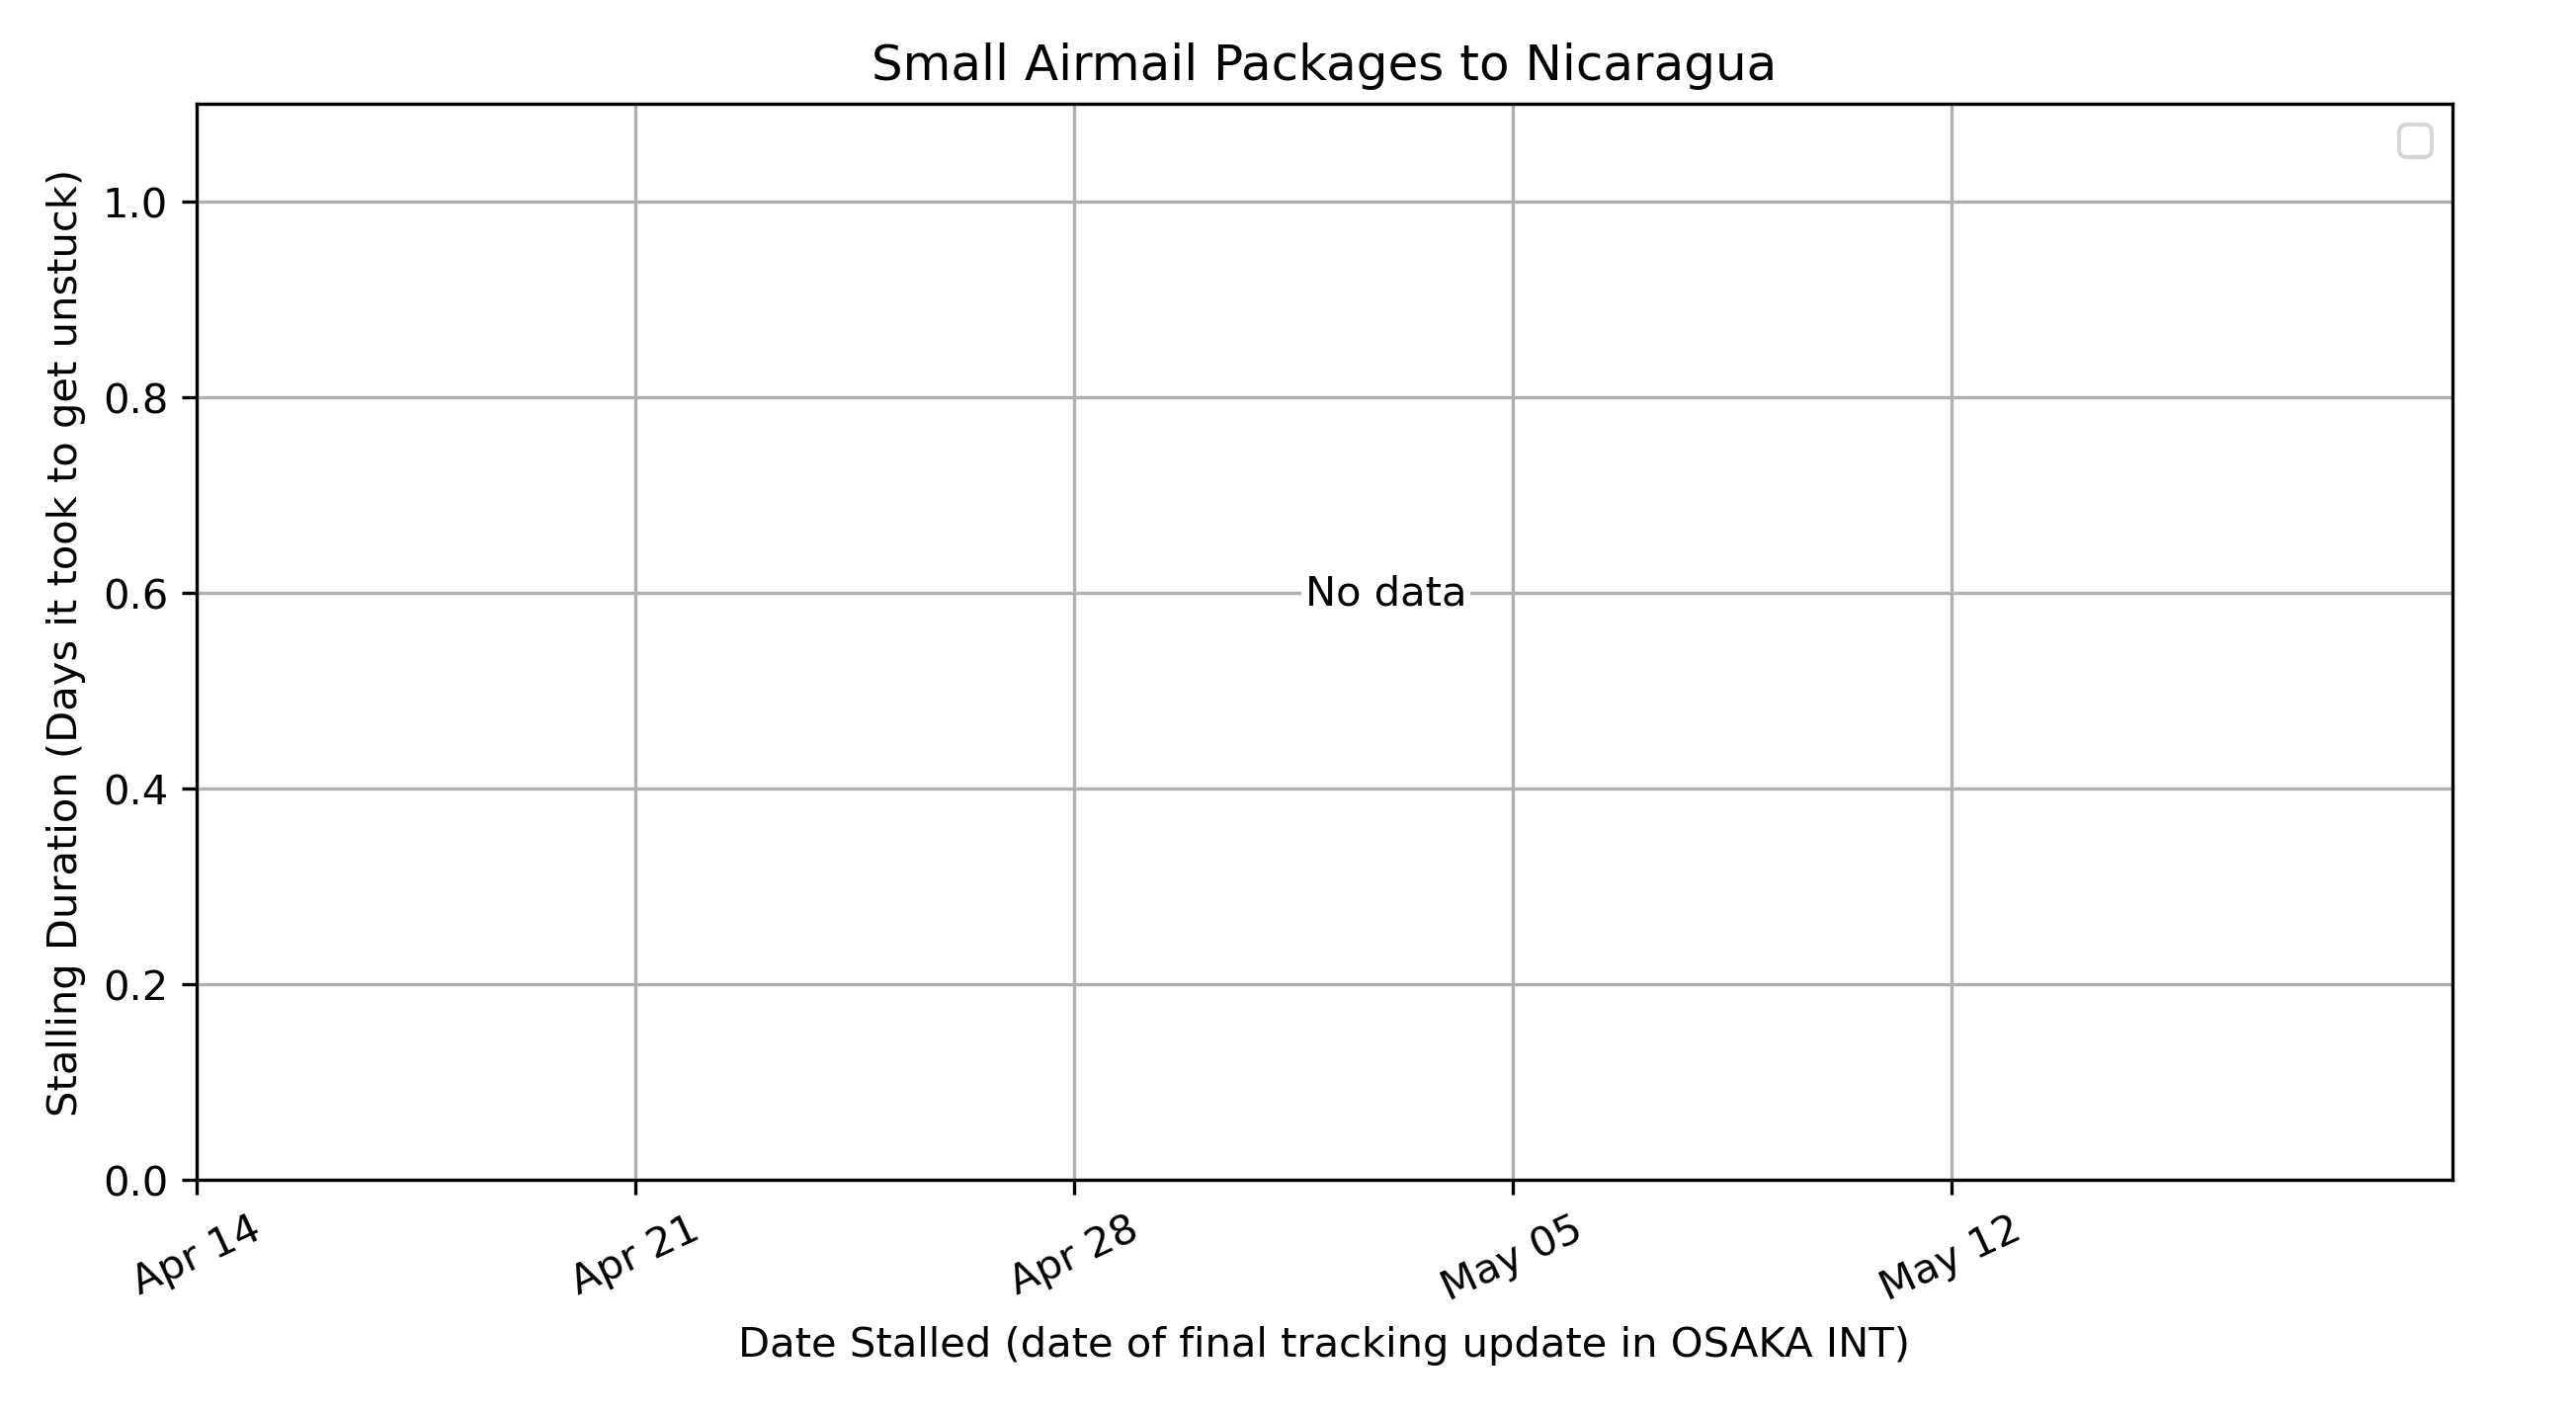 Small Airmail Packages to Nicaragua
Stalling Duration (Days it took to get unstuck)
1.0
0.8
0.6
0.4
0.2
0.0
No data
Apr 14
Apr 21
Apr 28
May 05
May 12
Date Stalled (date of final tracking update in OSAKA INT)